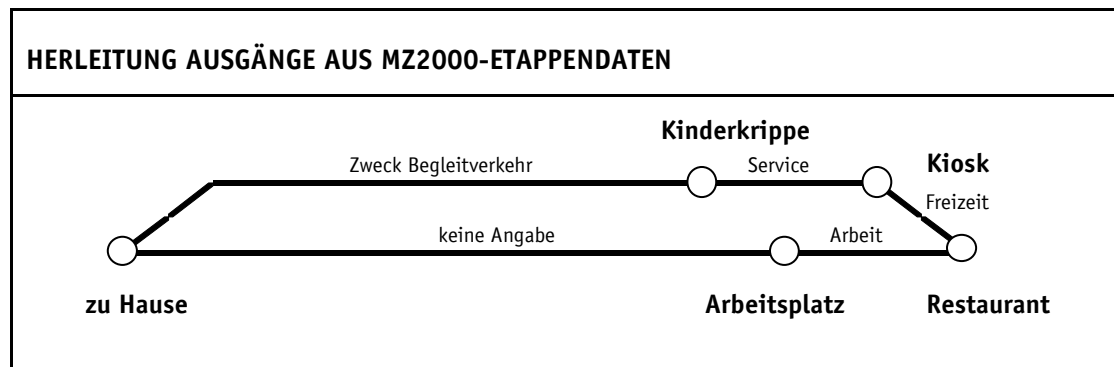 HERLEITUNG AUSGÄNGE AUS MZ2000-ETAPPENDATEN
Kinderkrippe
Zweck Begleitverkehr
Service
Kiosk
Freizeit
keine Angabe
Arbeit
zu Hause
Arbeitsplatz
Restaurant